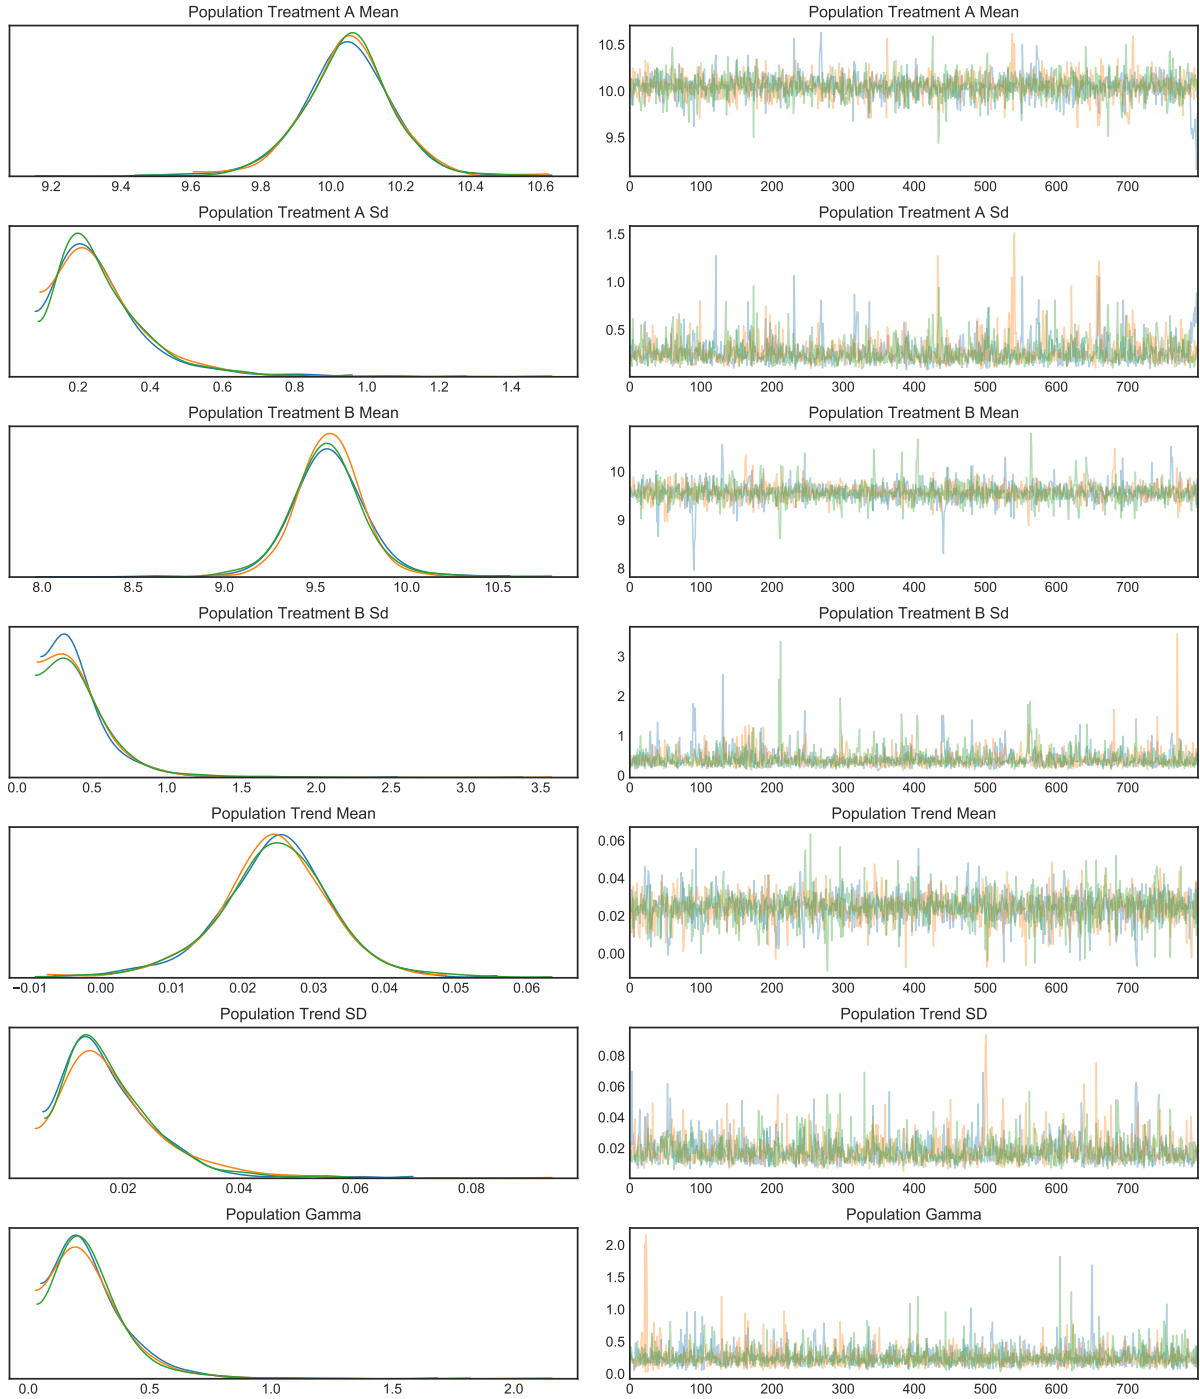 Population Treatment A Mean Population Treatment A Mean
10.5
10.0
9.5
9.2 9.4 9.6 9.8 10.0 10.2 10.4 10.6 0 100 200 300 400 500 600 700
Population Treatment A Sd Population Treatment A Sd
1.5
1.0
0.5
0.2 0.4 0.6 0.8 1.0 1.2 1.4 0 100 200 300 400 500 600 700
Population Treatment B Mean Population Treatment B Mean
10
9
8
8.0 8.5 9.0 9.5 10.0 10.5 0 100 200 300 400 500 600 700
Population Treatment B Sd Population Treatment B Sd
3
2
1
0
0.0 0.5 1.0 1.5 2.0 2.5 3.0 3.5 0 100 200 300 400 500 600 700
Population Trend Mean Population Trend Mean
0.06
0.04
0.02
0.00
−0.01 0.00 0.01 0.02 0.03 0.04 0.05 0.06 0 100 200 300 400 500 600 700
Population Trend SD Population Trend SD
0.08
0.06
0.04
0.02
0.02 0.04 0.06 0.08 0 100 200 300 400 500 600 700
Population Gamma Population Gamma
2.0
1.5
1.0
0.5
0.0
0.0 0.5 1.0 1.5 2.0 0 100 200 300 400 500 600 700